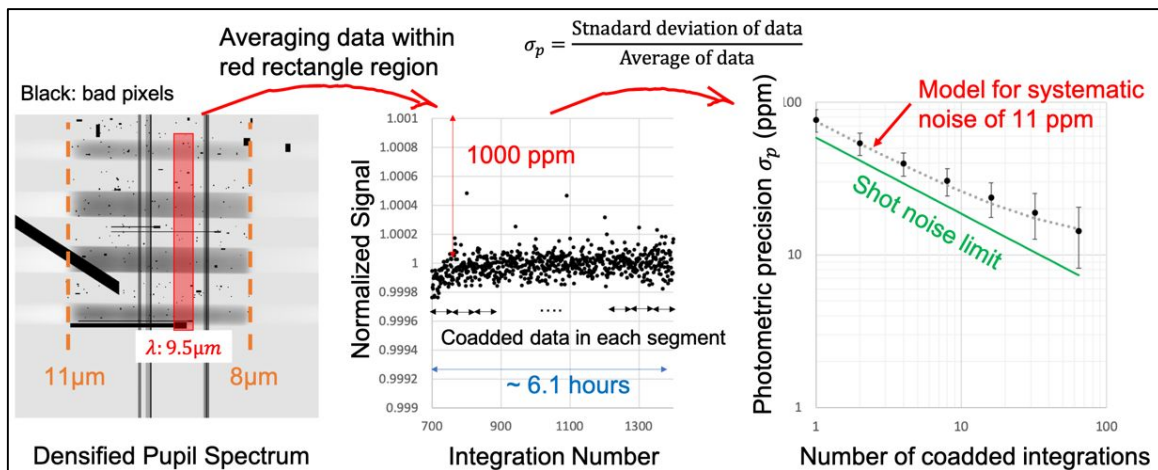 Averaging data within
red rectangle region
σp = Stnadard deviation of data
Average of data
Black: bad pixels
λ: 9.5μm
11μm
8μm
Densified Pupil Spectrum
Normalized Signal
1.001
1.0008
1.0006
1.0004
1.0002
1
0.9998
0.9996
0.9994
0.9992
0.999
1000 ppm
Coadded data in each segment
~ 6.1 hours
700
900
1100
1300
Integration Number
Photometric precision σp (ppm)
100
10
1
Model for systematic
noise of 11 ppm
Shot noise limit
1
10
100
Number of coadded integrations